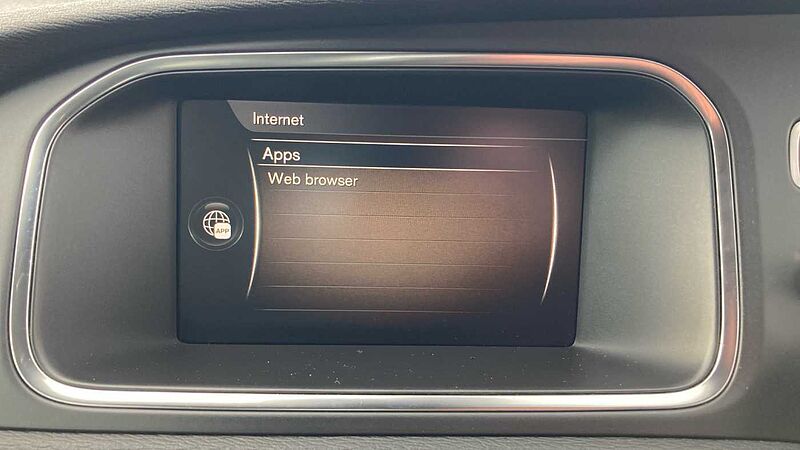 Internet
Apps
Web browser
APP